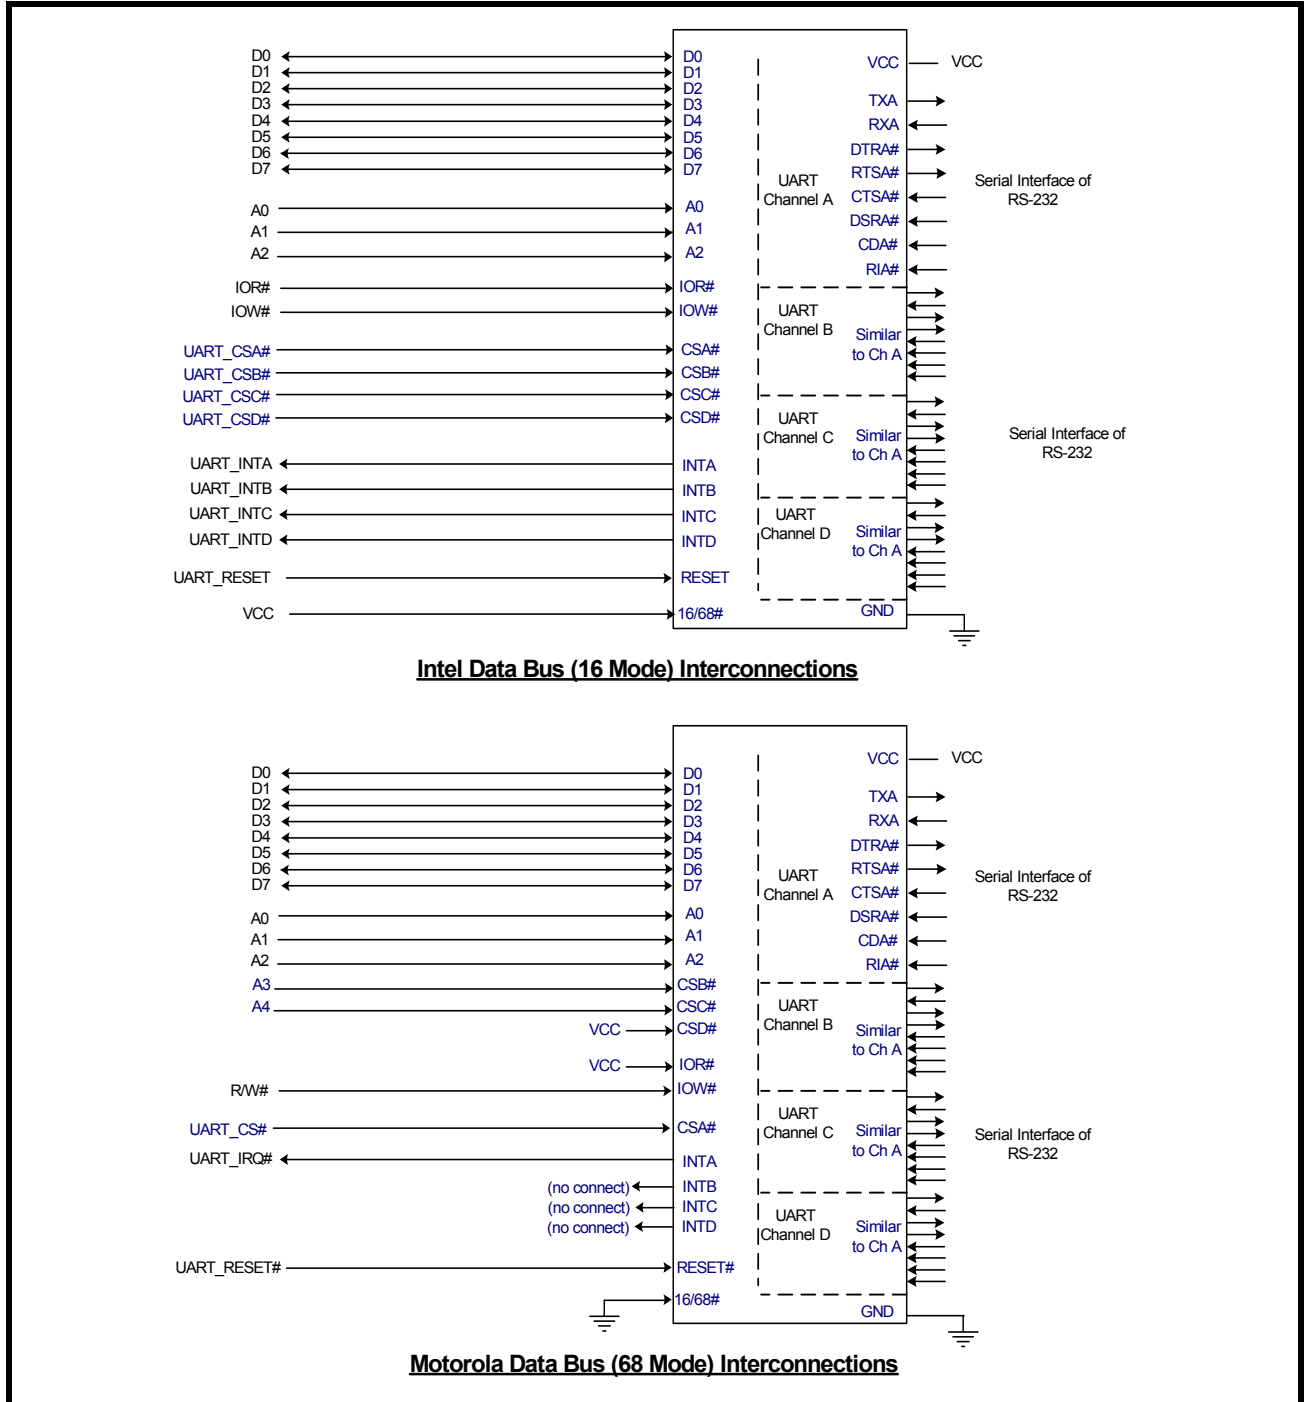 D0
D1
D2
D3
D4
D5
D6
D7
A0
A1
A2
IOR#
IOW#
UART_CSA#
UART_CSB#
UART_CSC#
UART_CSD#
UART_INTA
UART_INTB
UART_INTC
UART_INTD
UART_RESET
VCC
D0
D1
D2
D3
D4
D5
D6
D7
A0
A1
A2
IOR#
IOW#
CSA#
CSB#
CSC#
CSD#
INTA
INTB
INTC
INTD
RESET
16/68#
UART
Channel A
UART
Channel B
UART
Channel C
UART
Channel D
VCC
TXA
RXA
DTRA#
RTSA#
CTSA#
DSRA#
CDA#
RIA#
Similar
to Ch A
Similar
to Ch A
Similar
to Ch A
GND
VCC
Serial Interface of
RS-232
Serial Interface of
RS-232
Intel Data Bus (16 Mode) Interconnections
D0
D1
D2
D3
D4
D5
D6
D7
A0
A1
A2
A3
A4
VCC
VCC
R/W#
UART_CS#
UART_IRQ#
(no connect)
(no connect)
(no connect)
UART_RESET#
D0
D1
D2
D3
D4
D5
D6
D7
A0
A1
A2
CSB#
CSC#
CSD#
IOR#
IOW#
CSA#
INTA
INTB
INTC
INTD
RESET#
16/68#
UART
Channel A
UART
Channel B
UART
Channel C
UART
Channel D
VCC
TXA
RXA
DTRA#
RTSA#
CTSA#
DSRA#
CDA#
RIA#
Similar
to Ch A
Similar
to Ch A
Similar
to Ch A
GND
VCC
Serial Interface of
RS-232
Serial Interface of
RS-232
Motorola Data Bus (68 Mode) Interconnections